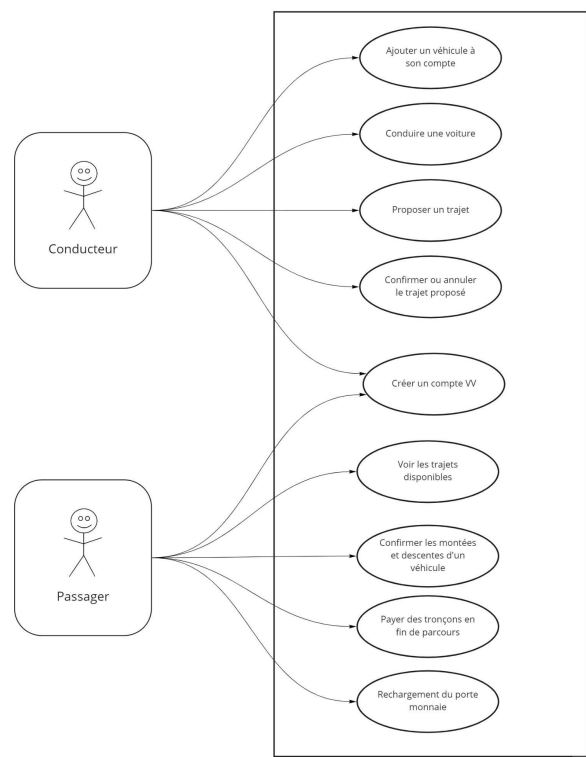 Ajouter un véhicule à
son compte
Conduire une voiture
Proposer un trajet
Conducteur
Confirmer ou annuler
le trajet proposé
Créer un compte VV
Voir les trajets
disponibles
Confirmer les montées
et descentes d'un
véhicule
Passager
Payer des tronçons en
fin de parcours
Rechargement du porte
monnaie